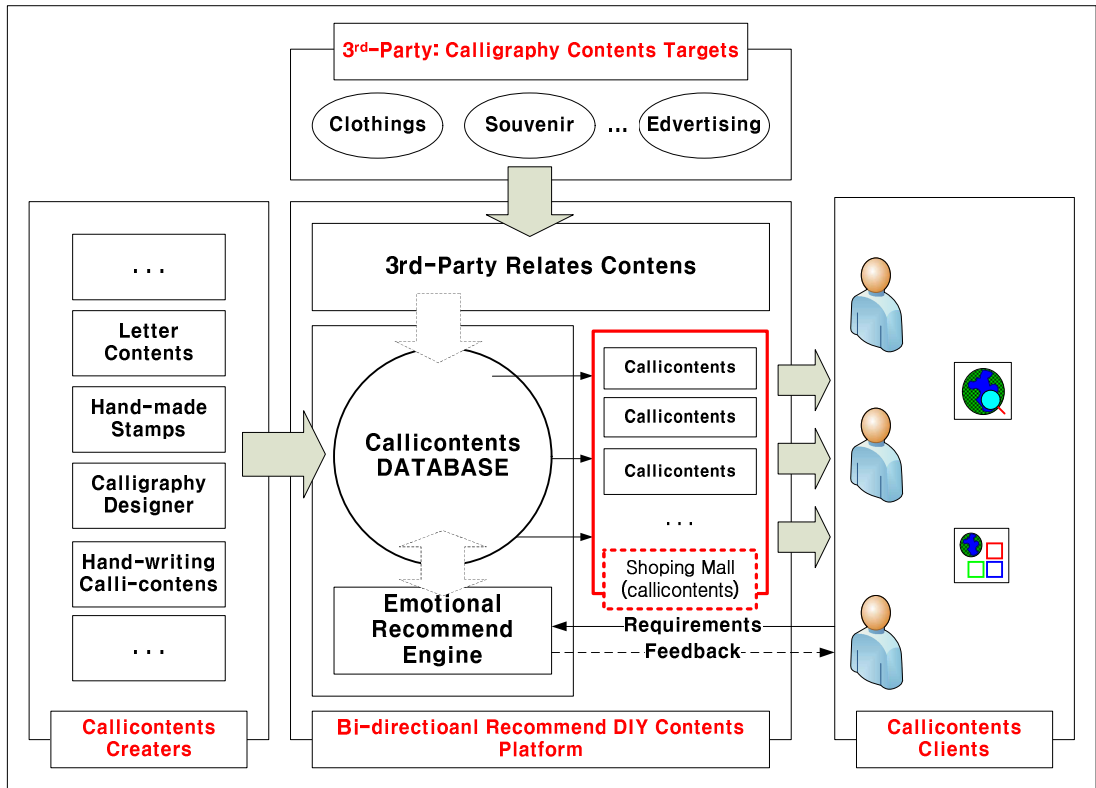 3rd-Party: Calligraphy Contents Targets
Clothings
Souvenir
...
Edvertising
3rd-Party Relates Contens
...
Letter
Contents
Hand-made
Stamps
Calligraphy
Designer
Hand-writing
Calli-contens
...
Callicontents
Creaters
Callicontents
DATABASE
Emotional
Recommend
Engine
Callicontents
Callicontents
Callicontents
...
Shoping Mall
(callicontents)
Requirements
Feedback
Bi-directioanl Recommend DIY Contents
Platform
Callicontents
Clients